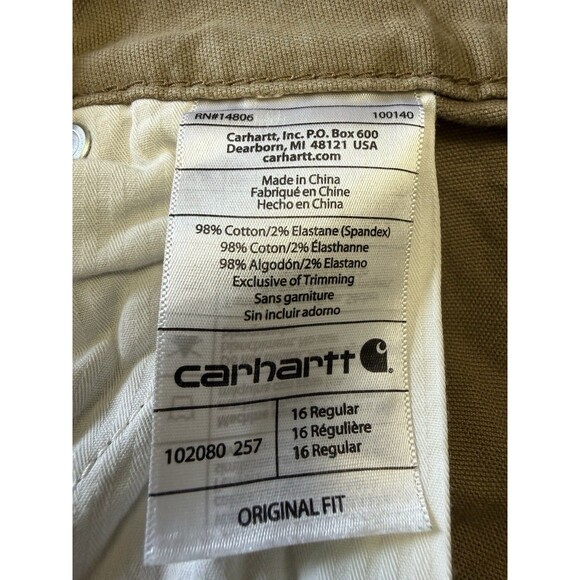 RN#14806 100140
Carhartt, Inc. P.O. Box 600
Dearborn, MI 48121 USA
carhartt.com
Made in China
Fabriqué en Chine
Hecho en China
98% Cotton/2% Elastane (Spandex)
98% Coton/2% Élasthanne
98% Algodón/2% Elastano
Exclusive of Trimming
Sans garniture
Sin incluir adorno
carhartt
16 Regular
16 Régulière
102080 257
16 Regular
ORIGINAL FIT